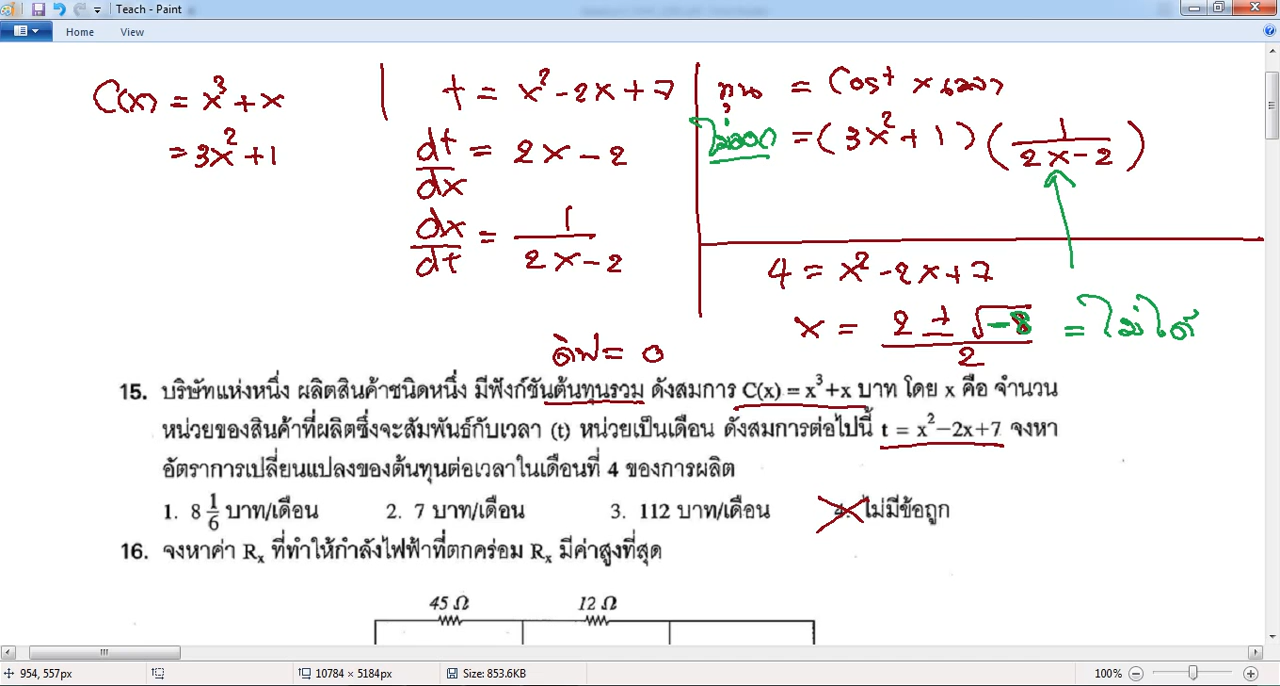 Teach - Paint
Home View
C(x) = x³ + x
= 3x² + 1
t = x² - 2x + 7
dt/dx = 2x - 2
dx/dt = 1/(2x - 2)
= Cost × เวลา
= (3x² + 1) (1/(2x - 2))
4 = x² - 2x + 7
x = (2 ± √-8)/2 = ไม่ได้
ดิฟ = 0
15. บริษัทแห่งหนึ่ง ผลิตสินค้าชนิดหนึ่ง มีฟังก์ชันต้นทุนรวม ดังสมการ C(x) = x³+x บาท โดย x คือ จำนวน
หน่วยของสินค้าที่ผลิตซึ่งจะสัมพันธ์กับเวลา (t) หน่วยเป็นเดือน ดังสมการต่อไปนี้ t = x²−2x+7 จงหา
อัตราการเปลี่ยนแปลงของต้นทุนต่อเวลาในเดือนที่ 4 ของการผลิต
1. 8 1/6 บาท/เดือน 2. 7 บาท/เดือน 3. 112 บาท/เดือน 4. ไม่มีข้อถูก
16. จงหาค่า Rx ที่ทำให้กำลังไฟฟ้าที่ตกคร่อม Rx มีค่าสูงที่สุด
45 Ω 12 Ω
954, 557px 10784 × 5184px Size: 853.6KB 100%